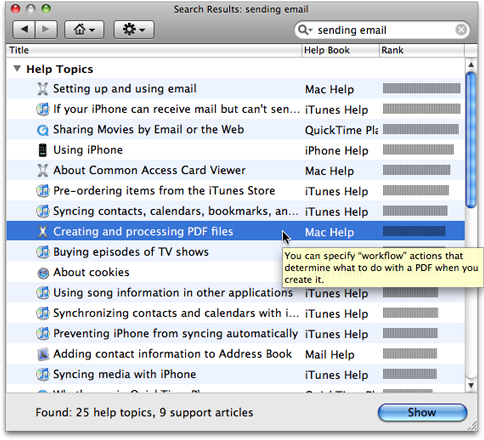 Search Results: sending email
sending email
Title Help Book Rank
Help Topics
Setting up and using email Mac Help
If your iPhone can receive mail but can't sen... iTunes Help
Sharing Movies by Email or the Web QuickTime Pla
Using iPhone iPhone Help
About Common Access Card Viewer Mac Help
Pre-ordering items from the iTunes Store iTunes Help
Syncing contacts, calendars, bookmarks, an... iTunes Help
Creating and processing PDF files Mac Help
Buying episodes of TV shows
About cookies
Using song information in other applications iTunes Help
Synchronizing contacts and calendars with i... iTunes Help
Preventing iPhone from syncing automatically iTunes Help
Adding contact information to Address Book Mail Help
Syncing media with iPhone iTunes Help
You can specify "workflow" actions that
determine what to do with a PDF when you
create it.
Found: 25 help topics, 9 support articles Show